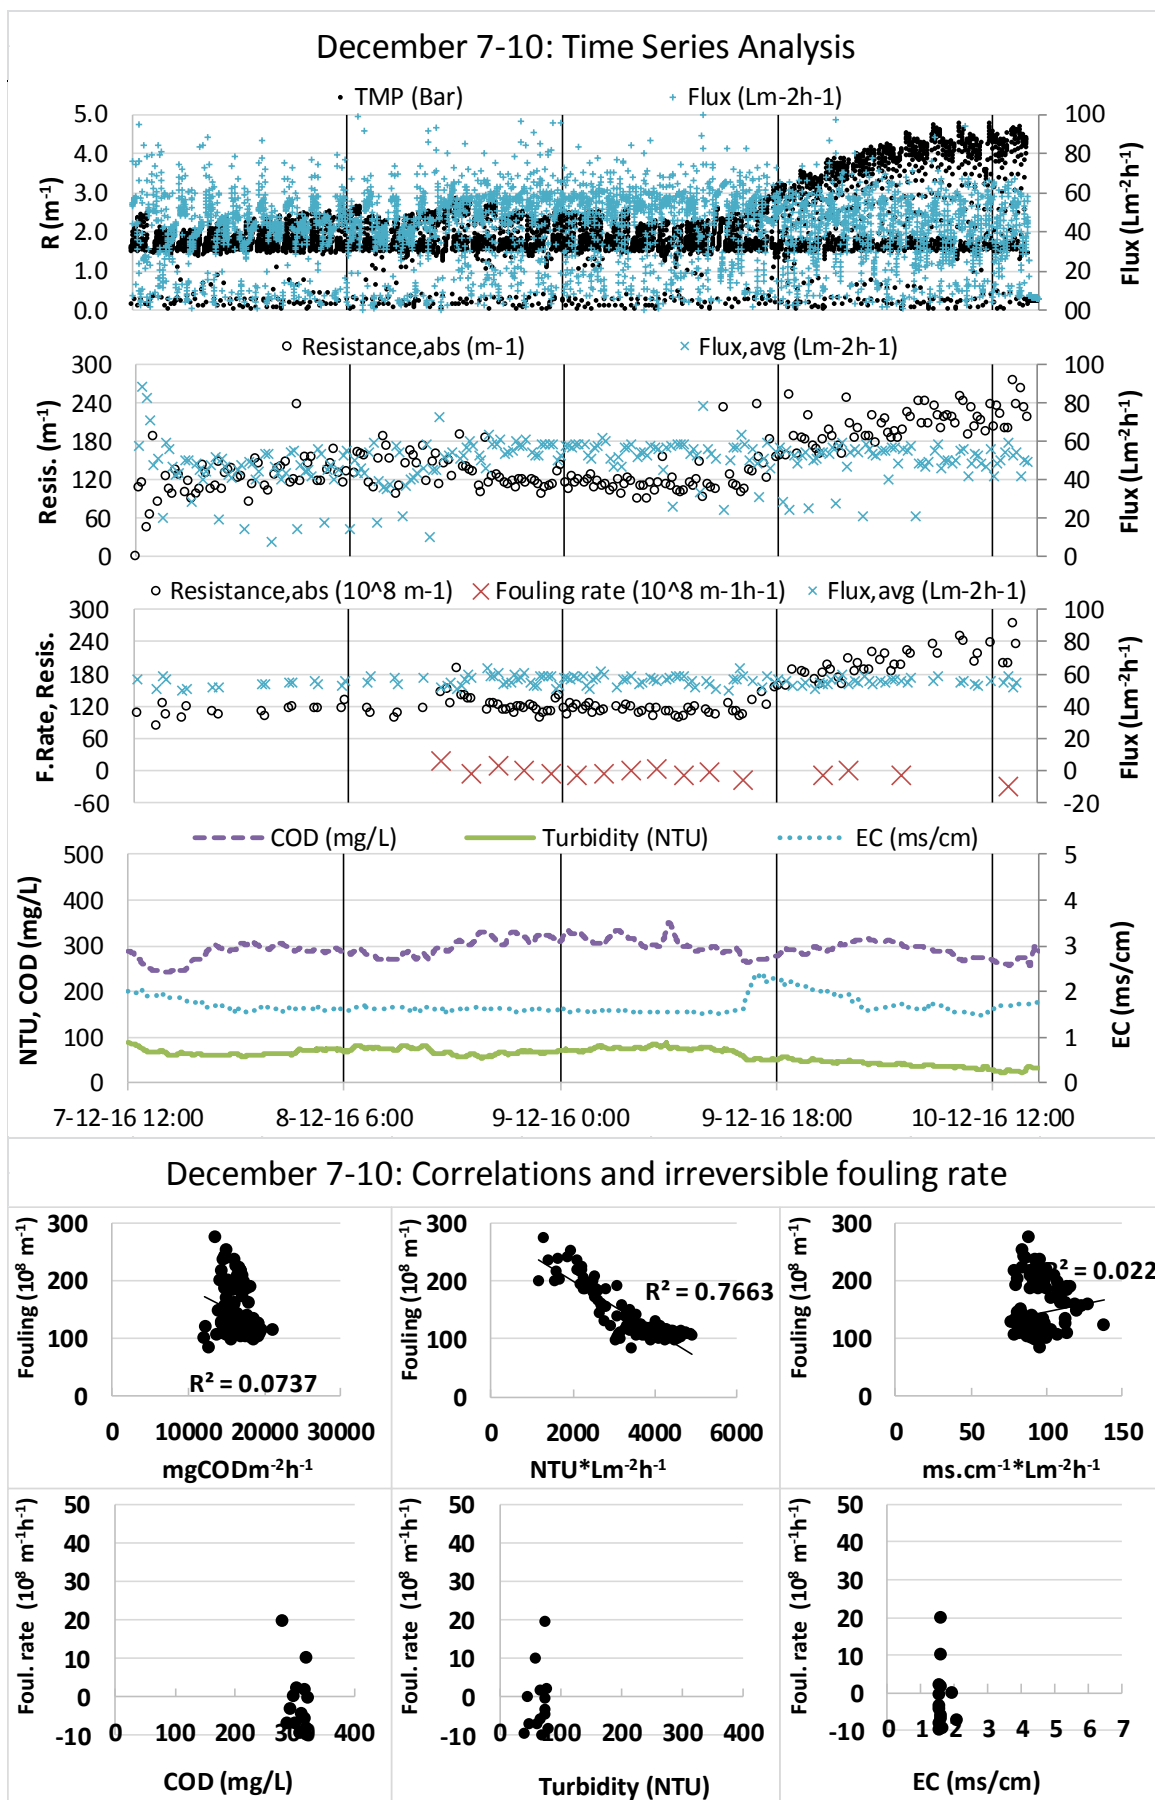 December 7-10: Time Series Analysis
TMP (Bar) Flux (Lm-2h-1)
R (m⁻¹)
5.0
4.0
3.0
2.0
1.0
0.0
100
80
60
40
20
00
Flux (Lm⁻²h⁻¹)
Resistance,abs (m-1) Flux,avg (Lm-2h-1)
Resis. (m⁻¹)
300
240
180
120
60
0
100
80
60
40
20
0
Flux (Lm⁻²h⁻¹)
Resistance,abs (10^8 m-1) Fouling rate (10^8 m-1h-1) Flux,avg (Lm-2h-1)
F.Rate, Resis.
300
240
180
120
60
0
-60
100
80
60
40
20
0
-20
Flux (Lm⁻²h⁻¹)
COD (mg/L) Turbidity (NTU) EC (ms/cm)
NTU, COD (mg/L)
500
400
300
200
100
0
5
4
3
2
1
0
EC (ms/cm)
7-12-16 12:00 8-12-16 6:00 9-12-16 0:00 9-12-16 18:00 10-12-16 12:00
December 7-10: Correlations and irreversible fouling rate
Fouling (10⁸ m⁻¹)
300
200
100
0
R² = 0.0737
0 10000 20000 30000
mgCODm⁻²h⁻¹
Fouling (10⁸ m⁻¹)
300
200
100
0
R² = 0.7663
0 2000 4000 6000
NTU*Lm⁻²h⁻¹
Fouling (10⁸ m⁻¹)
300
200
100
0
R² = 0.022
0 50 100 150
ms.cm⁻¹*Lm⁻²h⁻¹
Foul. rate (10⁸ m⁻¹h⁻¹)
50
40
30
20
10
0
-10
0 100 200 300 400
COD (mg/L)
Foul. rate (10⁸ m⁻¹h⁻¹)
50
40
30
20
10
0
-10
0 100 200 300 400
Turbidity (NTU)
Foul. rate (10⁸ m⁻¹h⁻¹)
50
40
30
20
10
0
-10
0 1 2 3 4 5 6 7
EC (ms/cm)